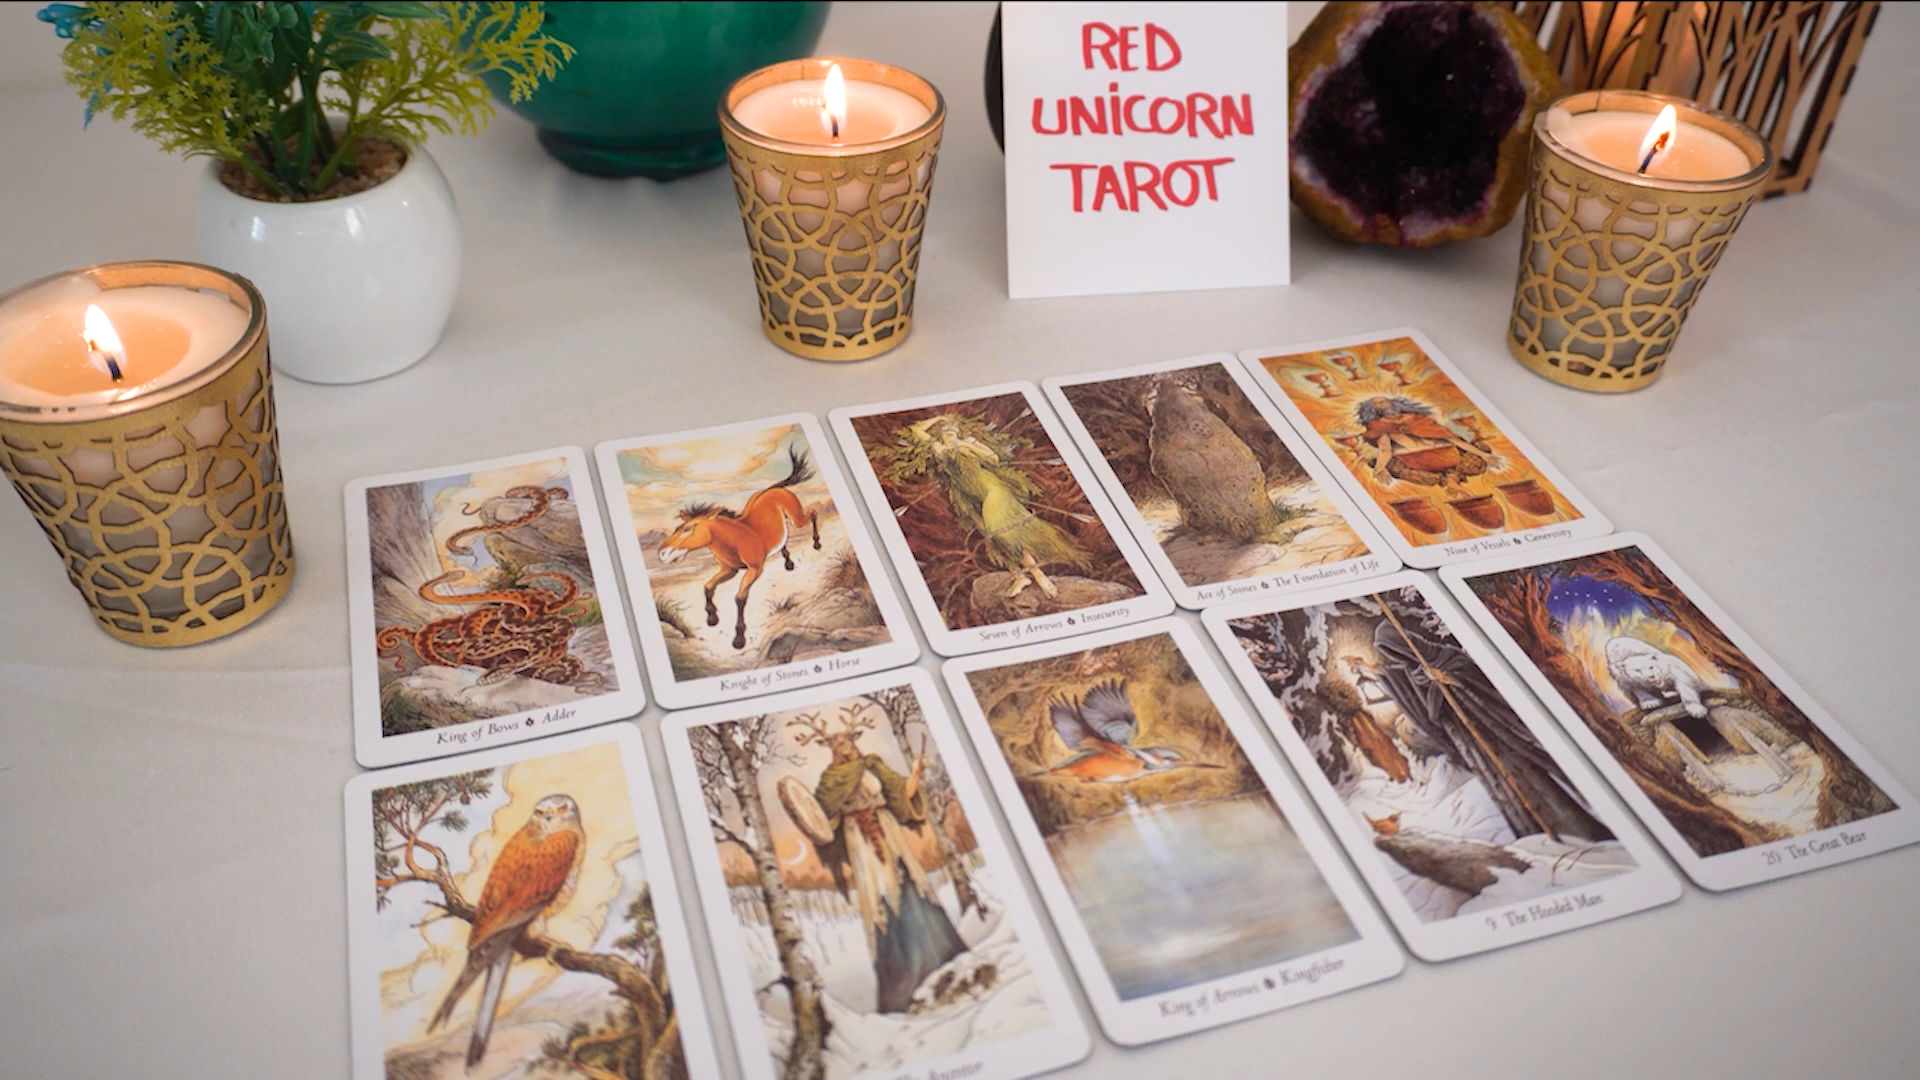 RED
UNICORN
TAROT
King of Bows Adder
Knight of Stones Horse
Seven of Arrows Insecurity
Ace of Stones The Foundation of Life
Nine of Vessels Generosity
King of Arrows Kingfisher
9 The Hooded Man
20 The Great Bear